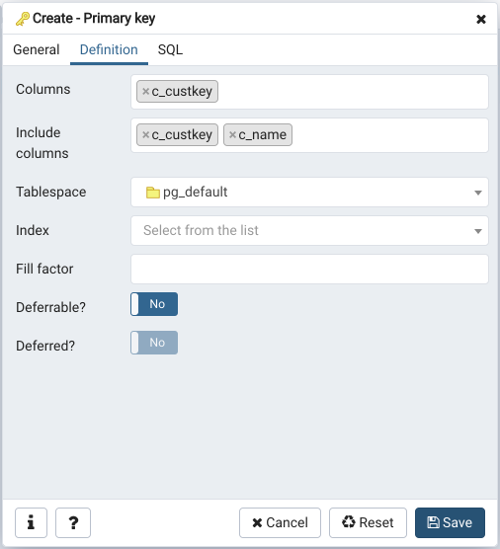 Create - Primary key
General Definition SQL
Columns ×c_custkey
Include columns ×c_custkey ×c_name
Tablespace pg_default
Index Select from the list
Fill factor
Deferrable? No
Deferred? No
i ? Cancel Reset Save